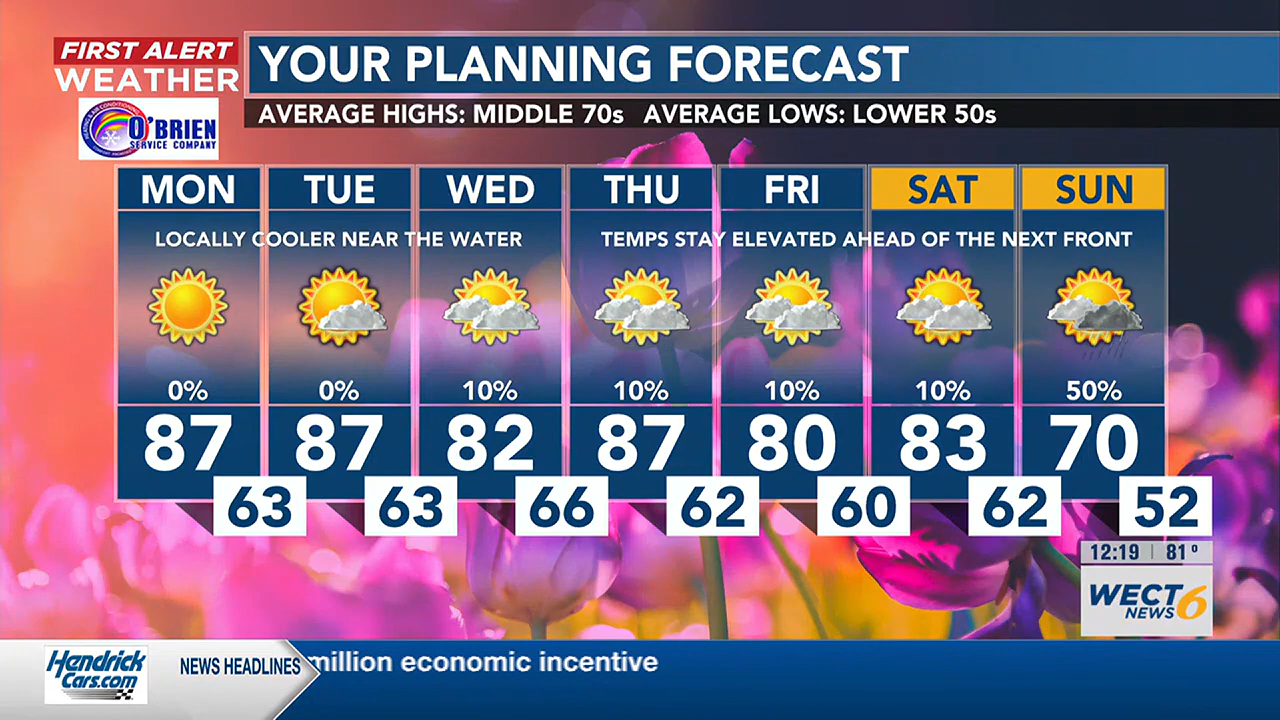 FIRST ALERT
WEATHER
YOUR PLANNING FORECAST
AVERAGE HIGHS: MIDDLE 70s AVERAGE LOWS: LOWER 50s
O'BRIEN
SERVICE COMPANY
MON TUE WED THU FRI SAT SUN
LOCALLY COOLER NEAR THE WATER TEMPS STAY ELEVATED AHEAD OF THE NEXT FRONT
0% 0% 10% 10% 10% 10% 50%
87 87 82 87 80 83 70
63 63 66 62 60 62 52
12:19 81°
WECT 6
NEWS
Hendrick
Cars.com
NEWS HEADLINES million economic incentive